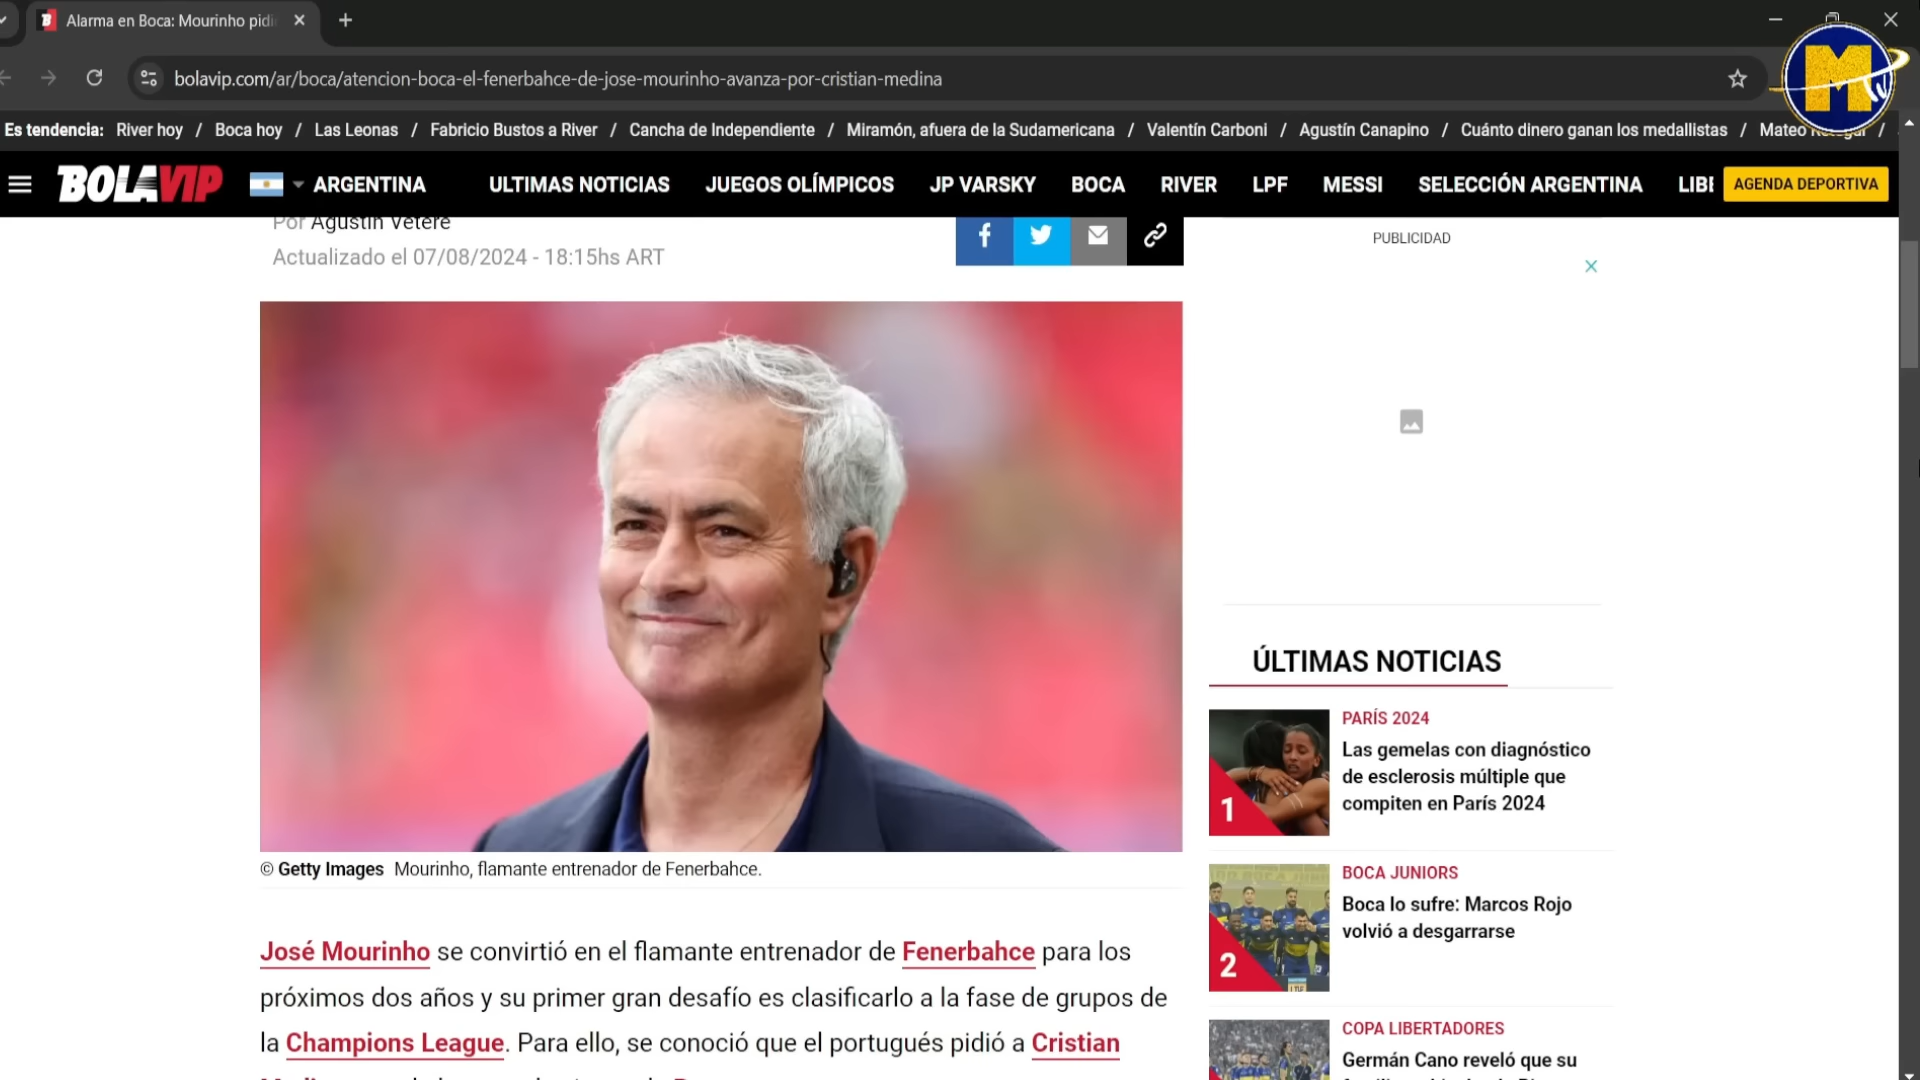 Alarma en Boca: Mourinho pidi
bolavip.com/ar/boca/atencion-boca-el-fenerbahce-de-jose-mourinho-avanza-por-cristian-medina
Es tendencia: River hoy / Boca hoy / Las Leonas / Fabricio Bustos a River / Cancha de Independiente / Miramón, afuera de la Sudamericana / Valentín Carboni / Agustín Canapino / Cuánto dinero ganan los medallistas / Mateo
BOLAVIP ARGENTINA ULTIMAS NOTICIAS JUEGOS OLÍMPICOS JP VARSKY BOCA RIVER LPF MESSI SELECCIÓN ARGENTINA LIBE AGENDA DEPORTIVA
Por Agustín Vetere
Actualizado el 07/08/2024 - 18:15hs ART
© Getty Images Mourinho, flamante entrenador de Fenerbahce.
José Mourinho se convirtió en el flamante entrenador de Fenerbahce para los
próximos dos años y su primer gran desafío es clasificarlo a la fase de grupos de
la Champions League. Para ello, se conoció que el portugués pidió a Cristian
PUBLICIDAD
ÚLTIMAS NOTICIAS
1
PARÍS 2024
Las gemelas con diagnóstico
de esclerosis múltiple que
compiten en París 2024
2
BOCA JUNIORS
Boca lo sufre: Marcos Rojo
volvió a desgarrarse
COPA LIBERTADORES
Germán Cano reveló que su
M